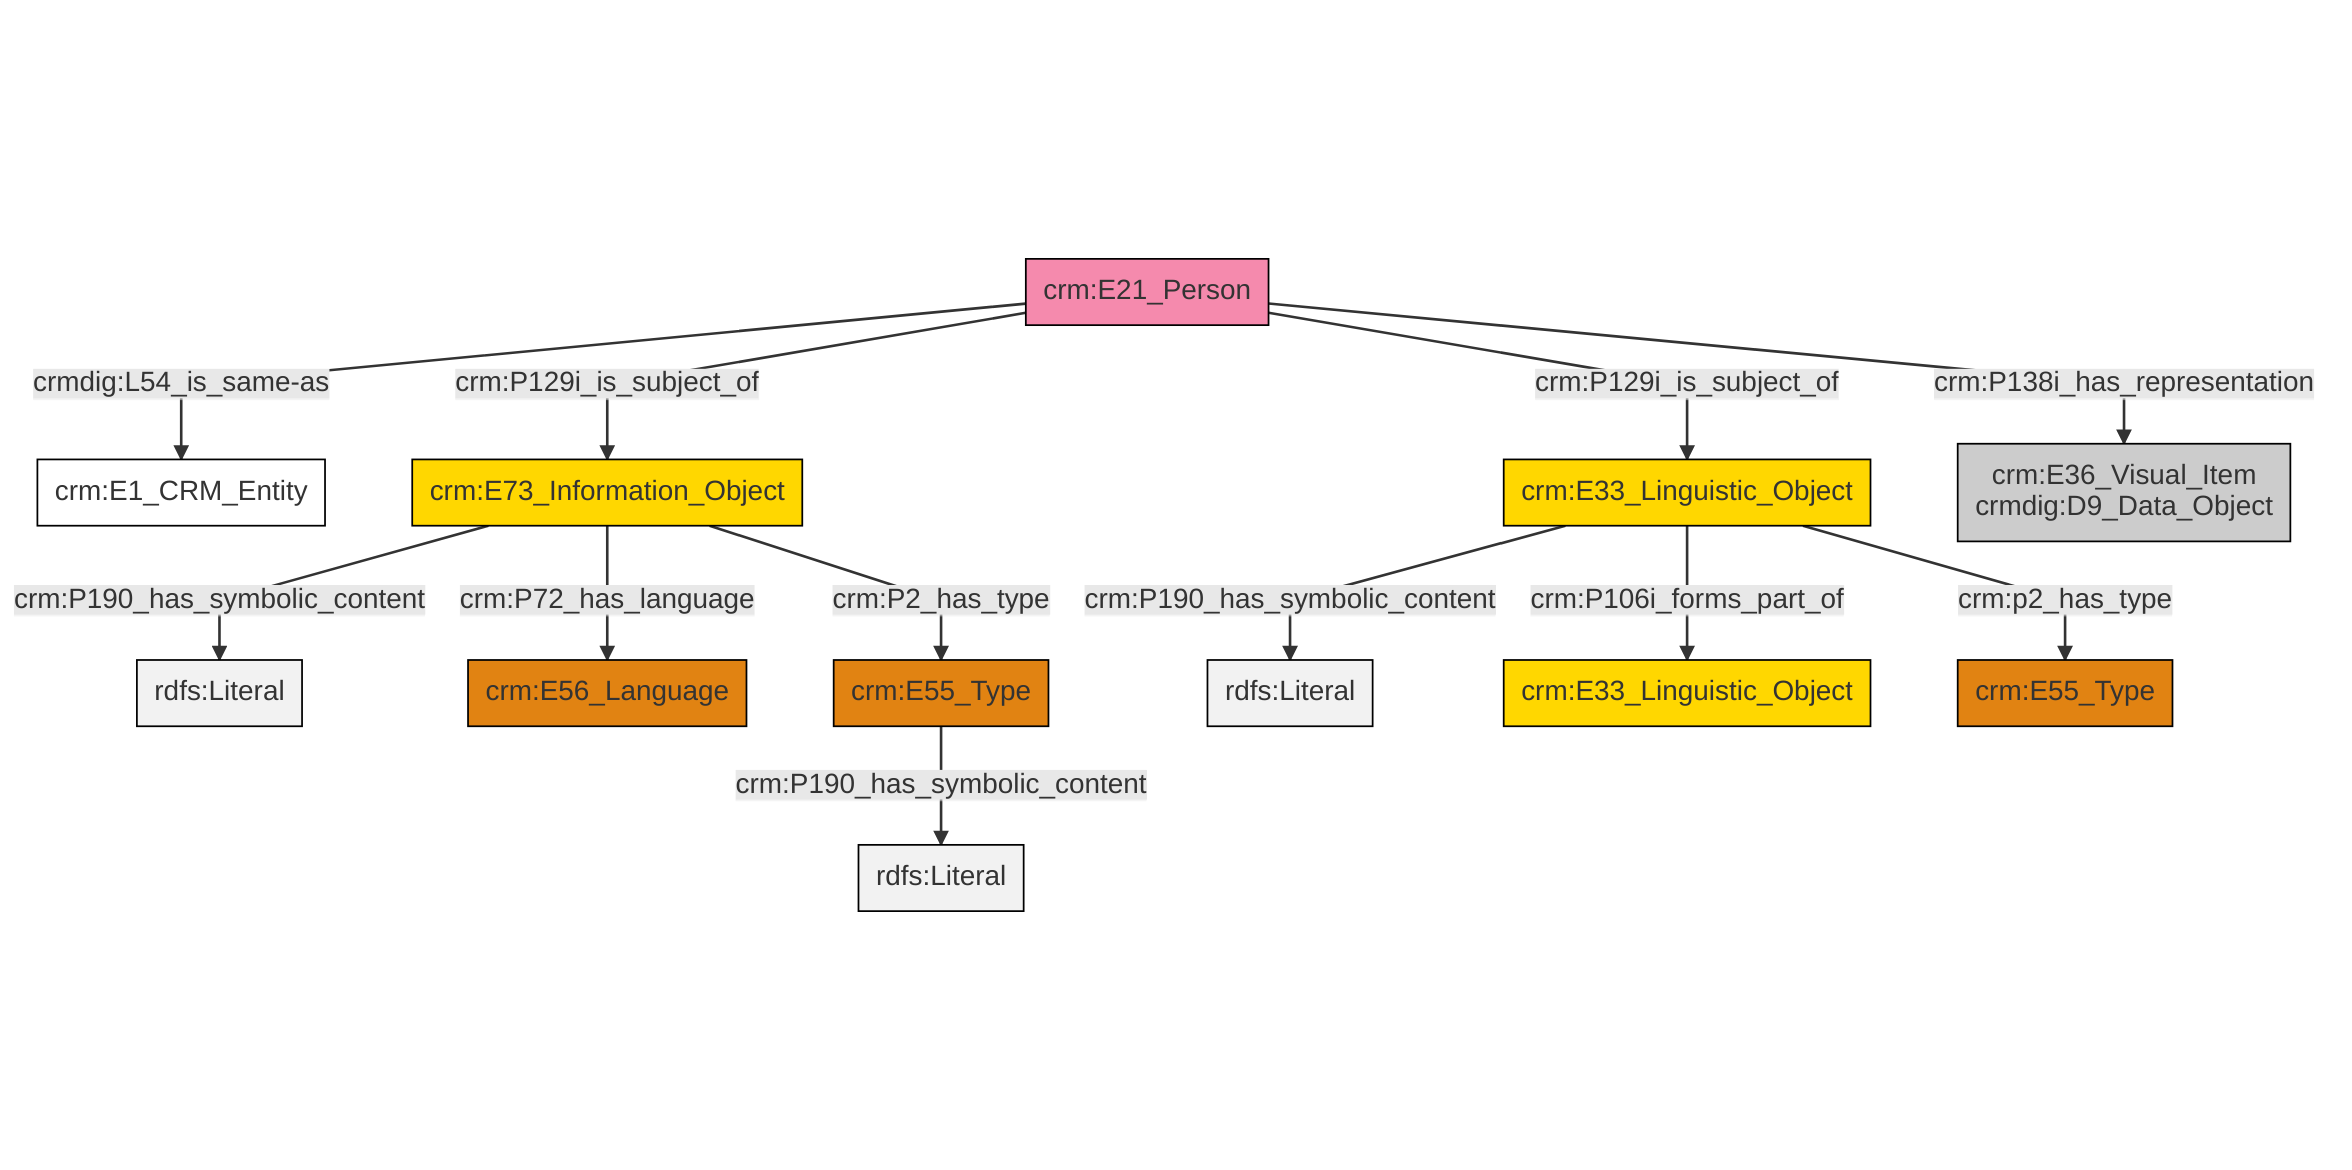 crm:E21_Person
crmdig:L54_is_same-as
crm:P129i_is_subject_of
crm:P129i_is_subject_of
crm:P138i_has_representation
crm:E1_CRM_Entity
crm:E73_Information_Object
crm:E33_Linguistic_Object
crm:E36_Visual_Item
crmdig:D9_Data_Object
crm:P190_has_symbolic_content
crm:P72_has_language
crm:P2_has_type
crm:P190_has_symbolic_content
crm:P106i_forms_part_of
crm:p2_has_type
rdfs:Literal
crm:E56_Language
crm:E55_Type
rdfs:Literal
crm:E33_Linguistic_Object
crm:E55_Type
crm:P190_has_symbolic_content
rdfs:Literal